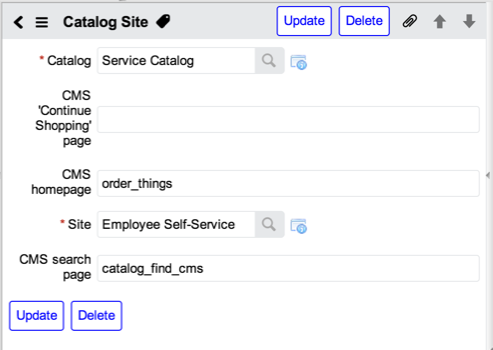 Catalog Site
Update
Delete
* Catalog
Service Catalog
CMS
'Continue
Shopping'
page
CMS
homepage
order_things
* Site
Employee Self-Service
CMS search
page
catalog_find_cms
Update
Delete